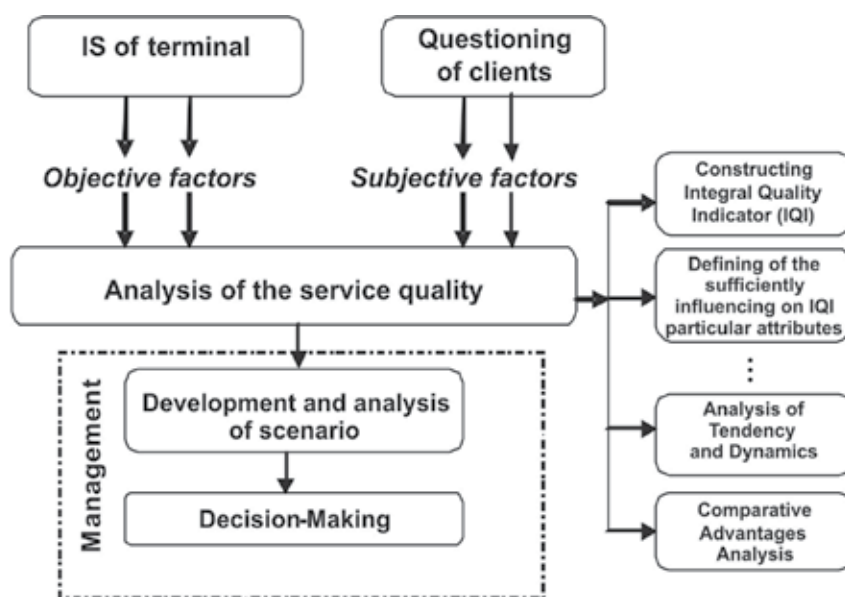 IS of terminal
Questioning
of clients
Objective factors
Subjective factors
Analysis of the service quality
Management
Development and analysis
of scenario
Decision-Making
Constructing
Integral Quality
Indicator (IQI)
Defining of the
sufficiently
influencing on IQI
particular attributes
⋮
Analysis of
Tendency
and Dynamics
Comparative
Advantages
Analysis